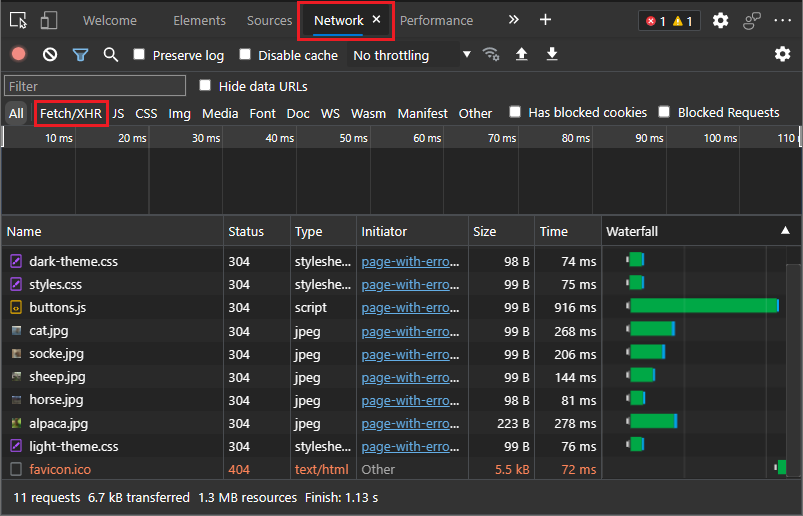 Welcome Elements Sources Network × Performance » + 1 1
Preserve log Disable cache No throttling
Filter Hide data URLs
All Fetch/XHR JS CSS Img Media Font Doc WS Wasm Manifest Other Has blocked cookies Blocked Requests
10 ms 20 ms 30 ms 40 ms 50 ms 60 ms 70 ms 80 ms 90 ms 100 ms 110
Name Status Type Initiator Size Time Waterfall
dark-theme.css 304 styleshe... page-with-erro... 98 B 74 ms
styles.css 304 styleshe... page-with-erro... 99 B 75 ms
buttons.js 304 script page-with-erro... 99 B 916 ms
cat.jpg 304 jpeg page-with-erro... 99 B 268 ms
socke.jpg 304 jpeg page-with-erro... 99 B 206 ms
sheep.jpg 304 jpeg page-with-erro... 99 B 144 ms
horse.jpg 304 jpeg page-with-erro... 98 B 81 ms
alpaca.jpg 304 jpeg page-with-erro... 223 B 278 ms
light-theme.css 304 styleshe... page-with-erro... 99 B 76 ms
favicon.ico 404 text/html Other 5.5 kB 72 ms
11 requests 6.7 kB transferred 1.3 MB resources Finish: 1.13 s